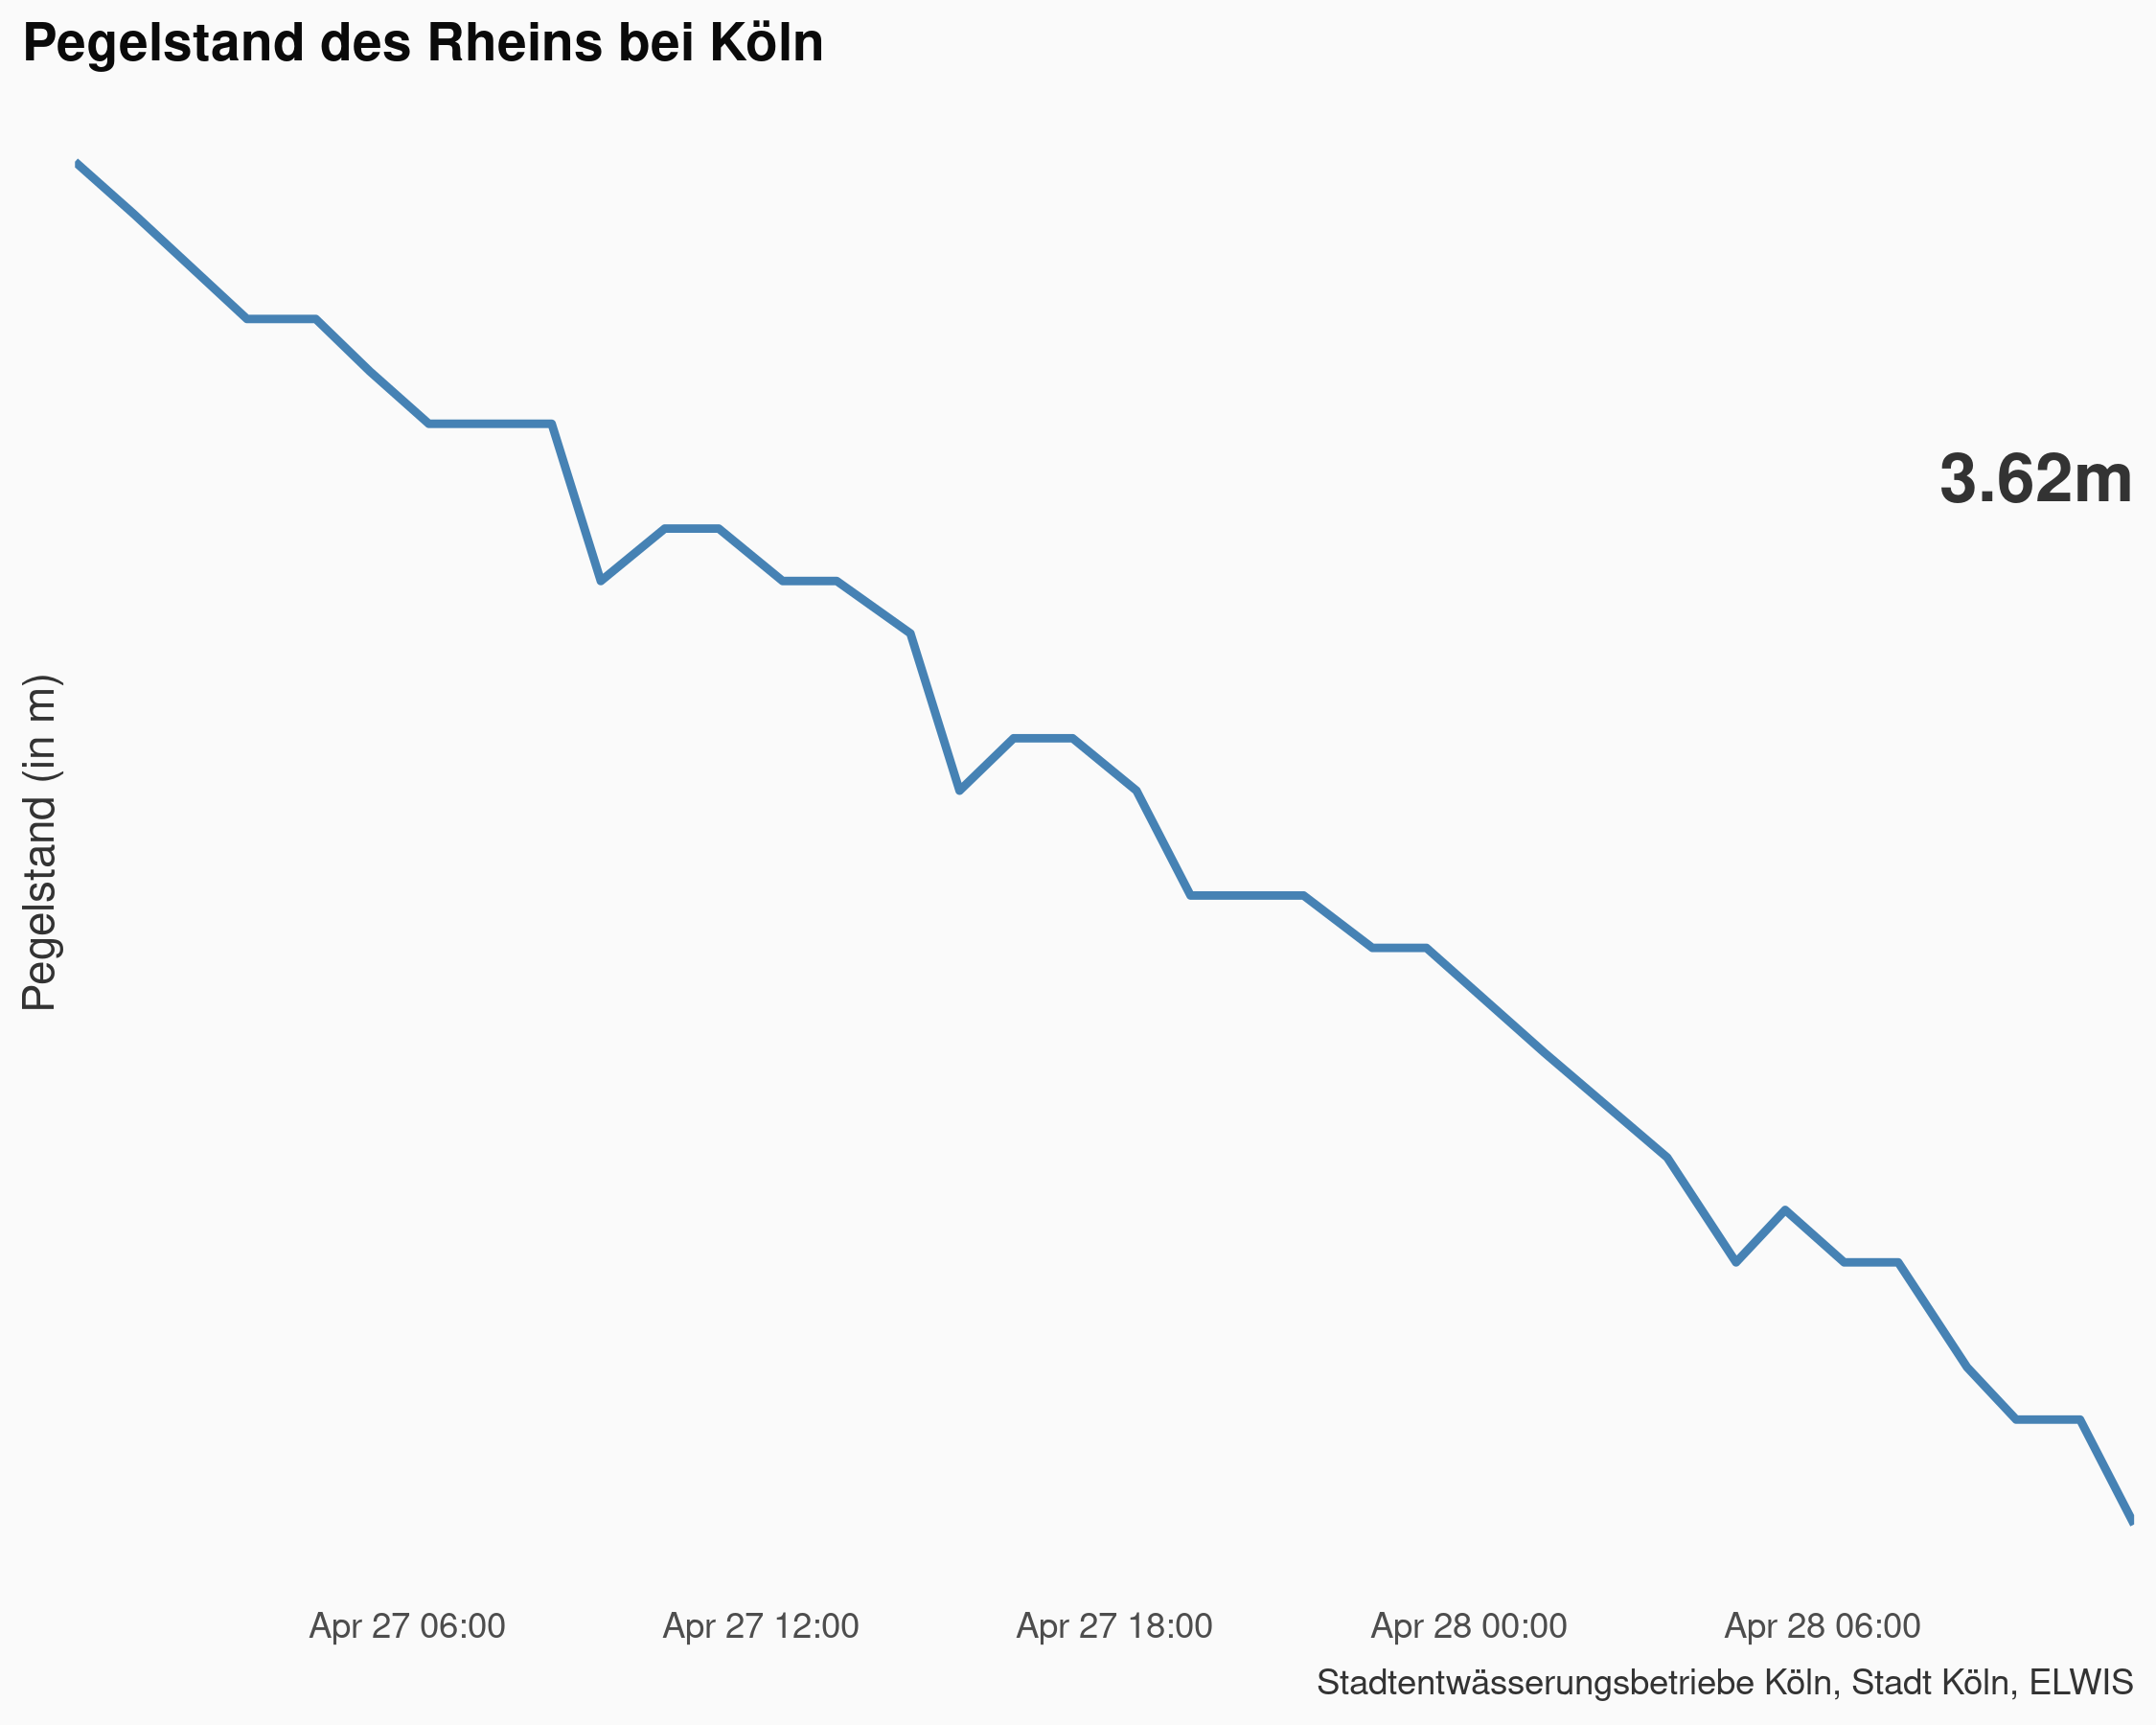 Pegelstand des Rheins bei Köln
3.62m
Pegelstand (in m)
Apr 27 06:00
Apr 27 12:00
Apr 27 18:00
Apr 28 00:00
Apr 28 06:00
Stadtentwässerungsbetriebe Köln, Stadt Köln, ELWIS